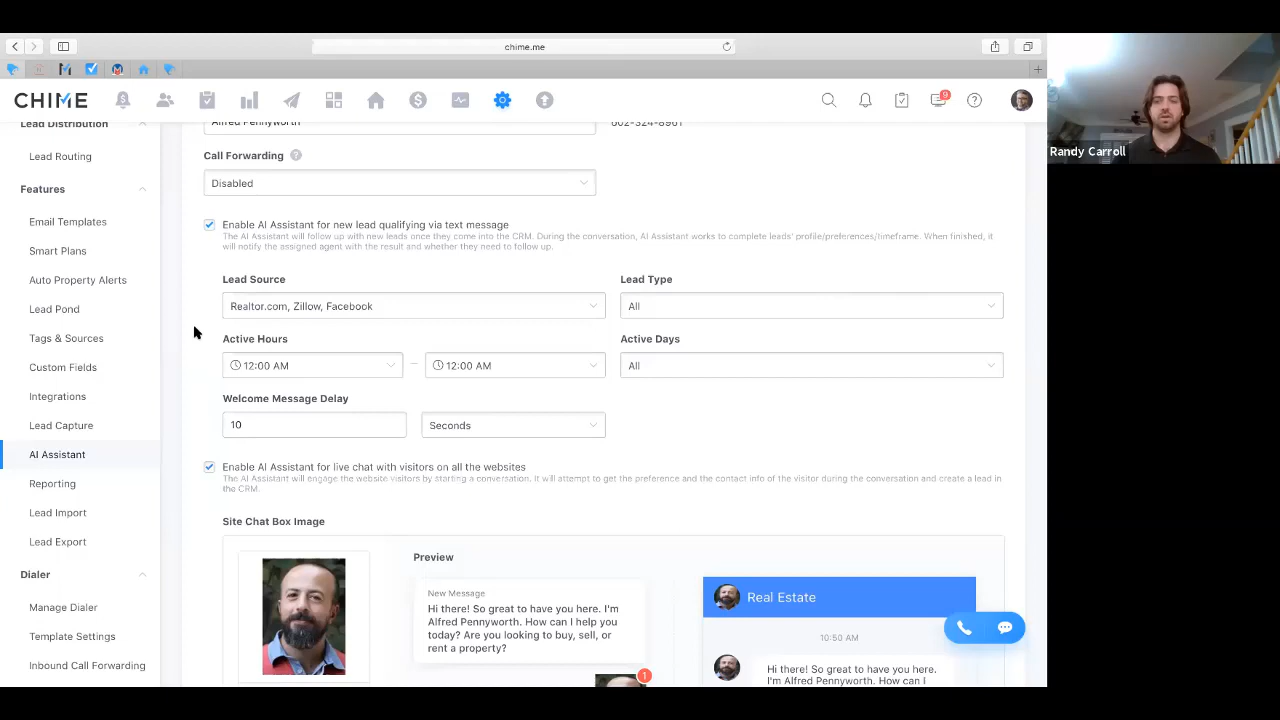 chime.me
CHIME
9
Randy Carroll
Lead Distribution
Lead Routing
Features
Email Templates
Smart Plans
Auto Property Alerts
Lead Pond
Tags & Sources
Custom Fields
Integrations
Lead Capture
AI Assistant
Reporting
Lead Import
Lead Export
Dialer
Manage Dialer
Template Settings
Inbound Call Forwarding
Alfred Pennyworth
602-324-8961
Call Forwarding
Disabled
Enable AI Assistant for new lead qualifying via text message
The AI Assistant will follow up with new leads once they come into the CRM. During the conversation, AI Assistant works to complete leads' profile/preferences/timeframe. When finished, it
will notify the assigned agent with the result and whether they need to follow up.
Lead Source
Lead Type
Realtor.com, Zillow, Facebook
All
Active Hours
Active Days
12:00 AM
–
12:00 AM
All
Welcome Message Delay
10
Seconds
Enable AI Assistant for live chat with visitors on all the websites
The AI Assistant will engage the website visitors by starting a conversation. It will attempt to get the preference and the contact info of the visitor during the conversation and create a lead in
the CRM.
Site Chat Box Image
Preview
New Message
Hi there! So great to have you here. I'm
Alfred Pennyworth. How can I help you
today? Are you looking to buy, sell, or
rent a property?
1
Real Estate
10:50 AM
Hi there! So great to have you here.
I'm Alfred Pennyworth. How can I